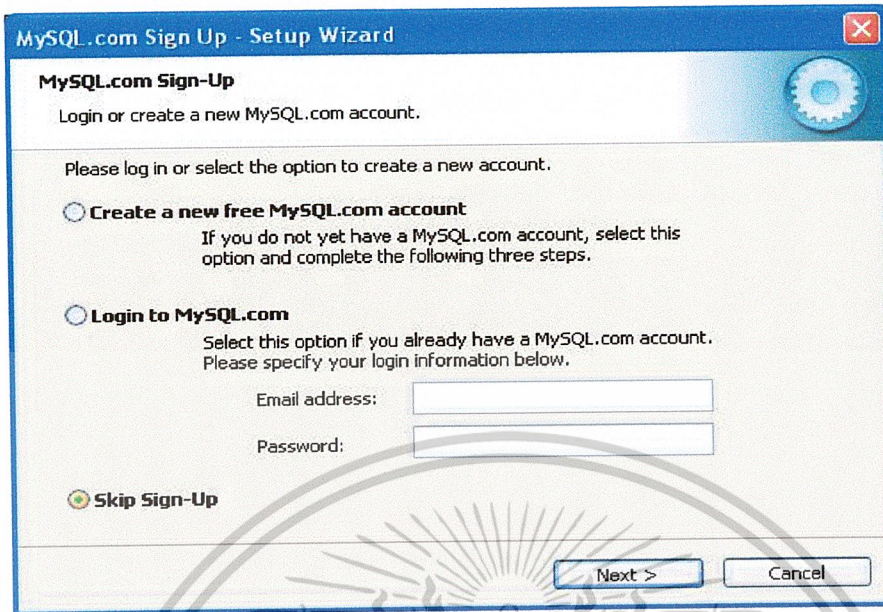 MySQL.com Sign Up - Setup Wizard
MySQL.com Sign-Up
Login or create a new MySQL.com account.
Please log in or select the option to create a new account.
Create a new free MySQL.com account
If you do not yet have a MySQL.com account, select this
option and complete the following three steps.
Login to MySQL.com
Select this option if you already have a MySQL.com account.
Please specify your login information below.
Email address:
Password:
Skip Sign-Up
Next >
Cancel